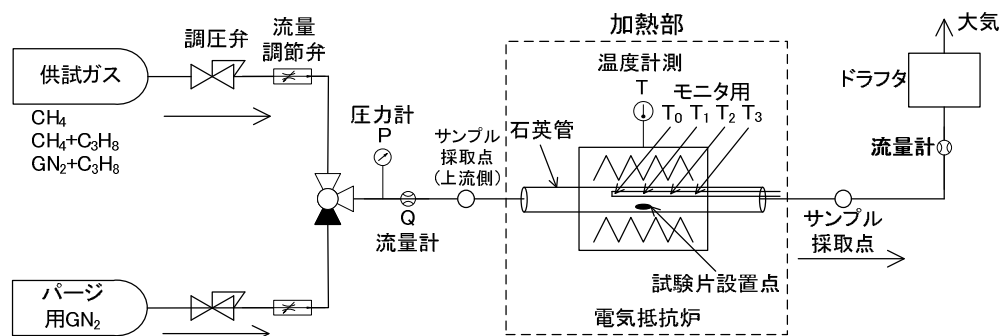 供試ガス
CH4
CH4+C3H8
GN2+C3H8
調圧弁
流量
調節弁
圧力計
P
Q
流量計
サンプル
採取点
(上流側)
パージ
用GN2
加熱部
温度計測
T
モニタ用
T0 T1 T2 T3
石英管
試験片設置点
電気抵抗炉
サンプル
採取点
流量計
ドラフタ
大気